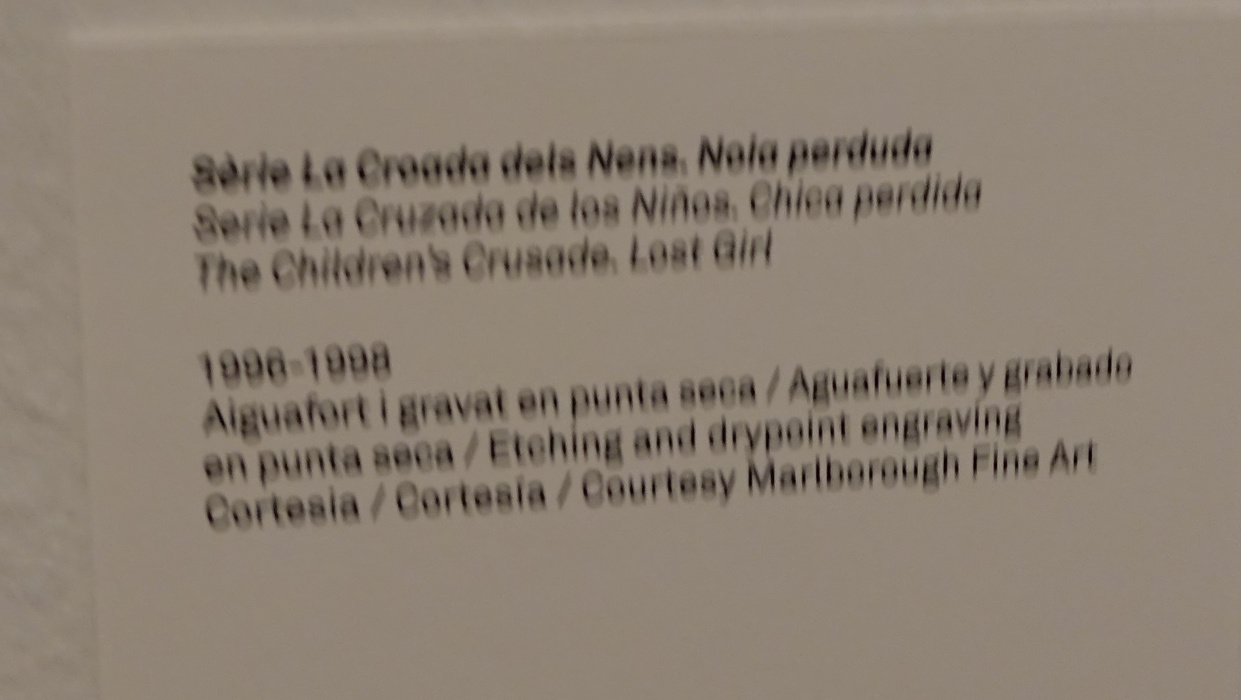 Sèrie La Croada dels Nens. Noia perduda
Serie La Cruzada de los Niños. Chica perdida
The Children's Crusade. Lost Girl
1996-1998
Aiguafort i gravat en punta seca / Aguafuerte y grabado
en punta seca / Etching and drypoint engraving
Cortesia / Cortesía / Courtesy Marlborough Fine Art